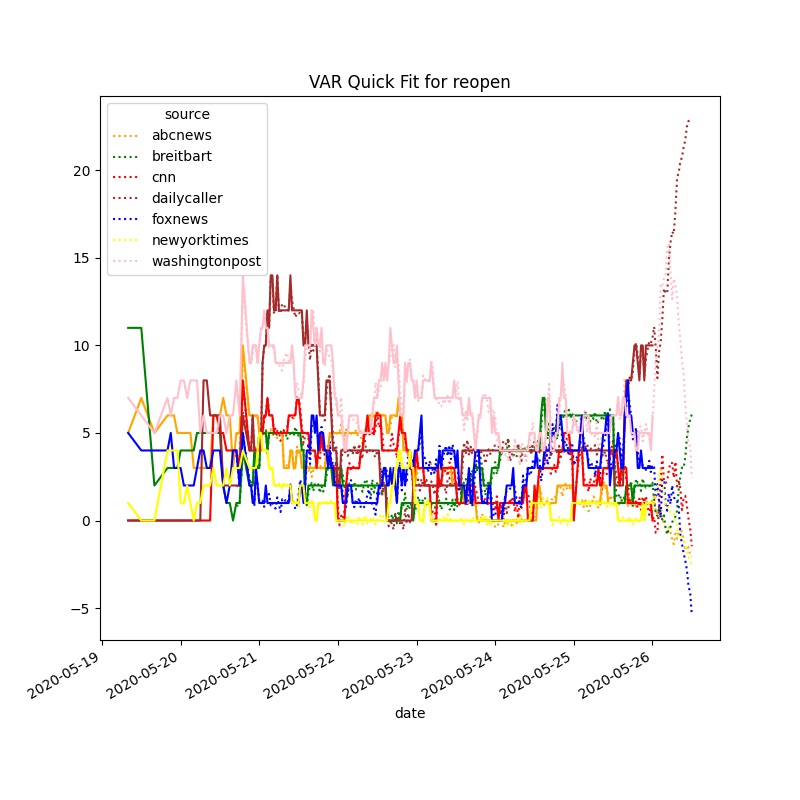 VAR Quick Fit for reopen
source
abcnews
breitbart
cnn
dailycaller
foxnews
newyorktimes
washingtonpost
20
15
10
5
0
−5
2020-05-19
2020-05-20
2020-05-21
2020-05-22
2020-05-23
2020-05-24
2020-05-25
2020-05-26
date